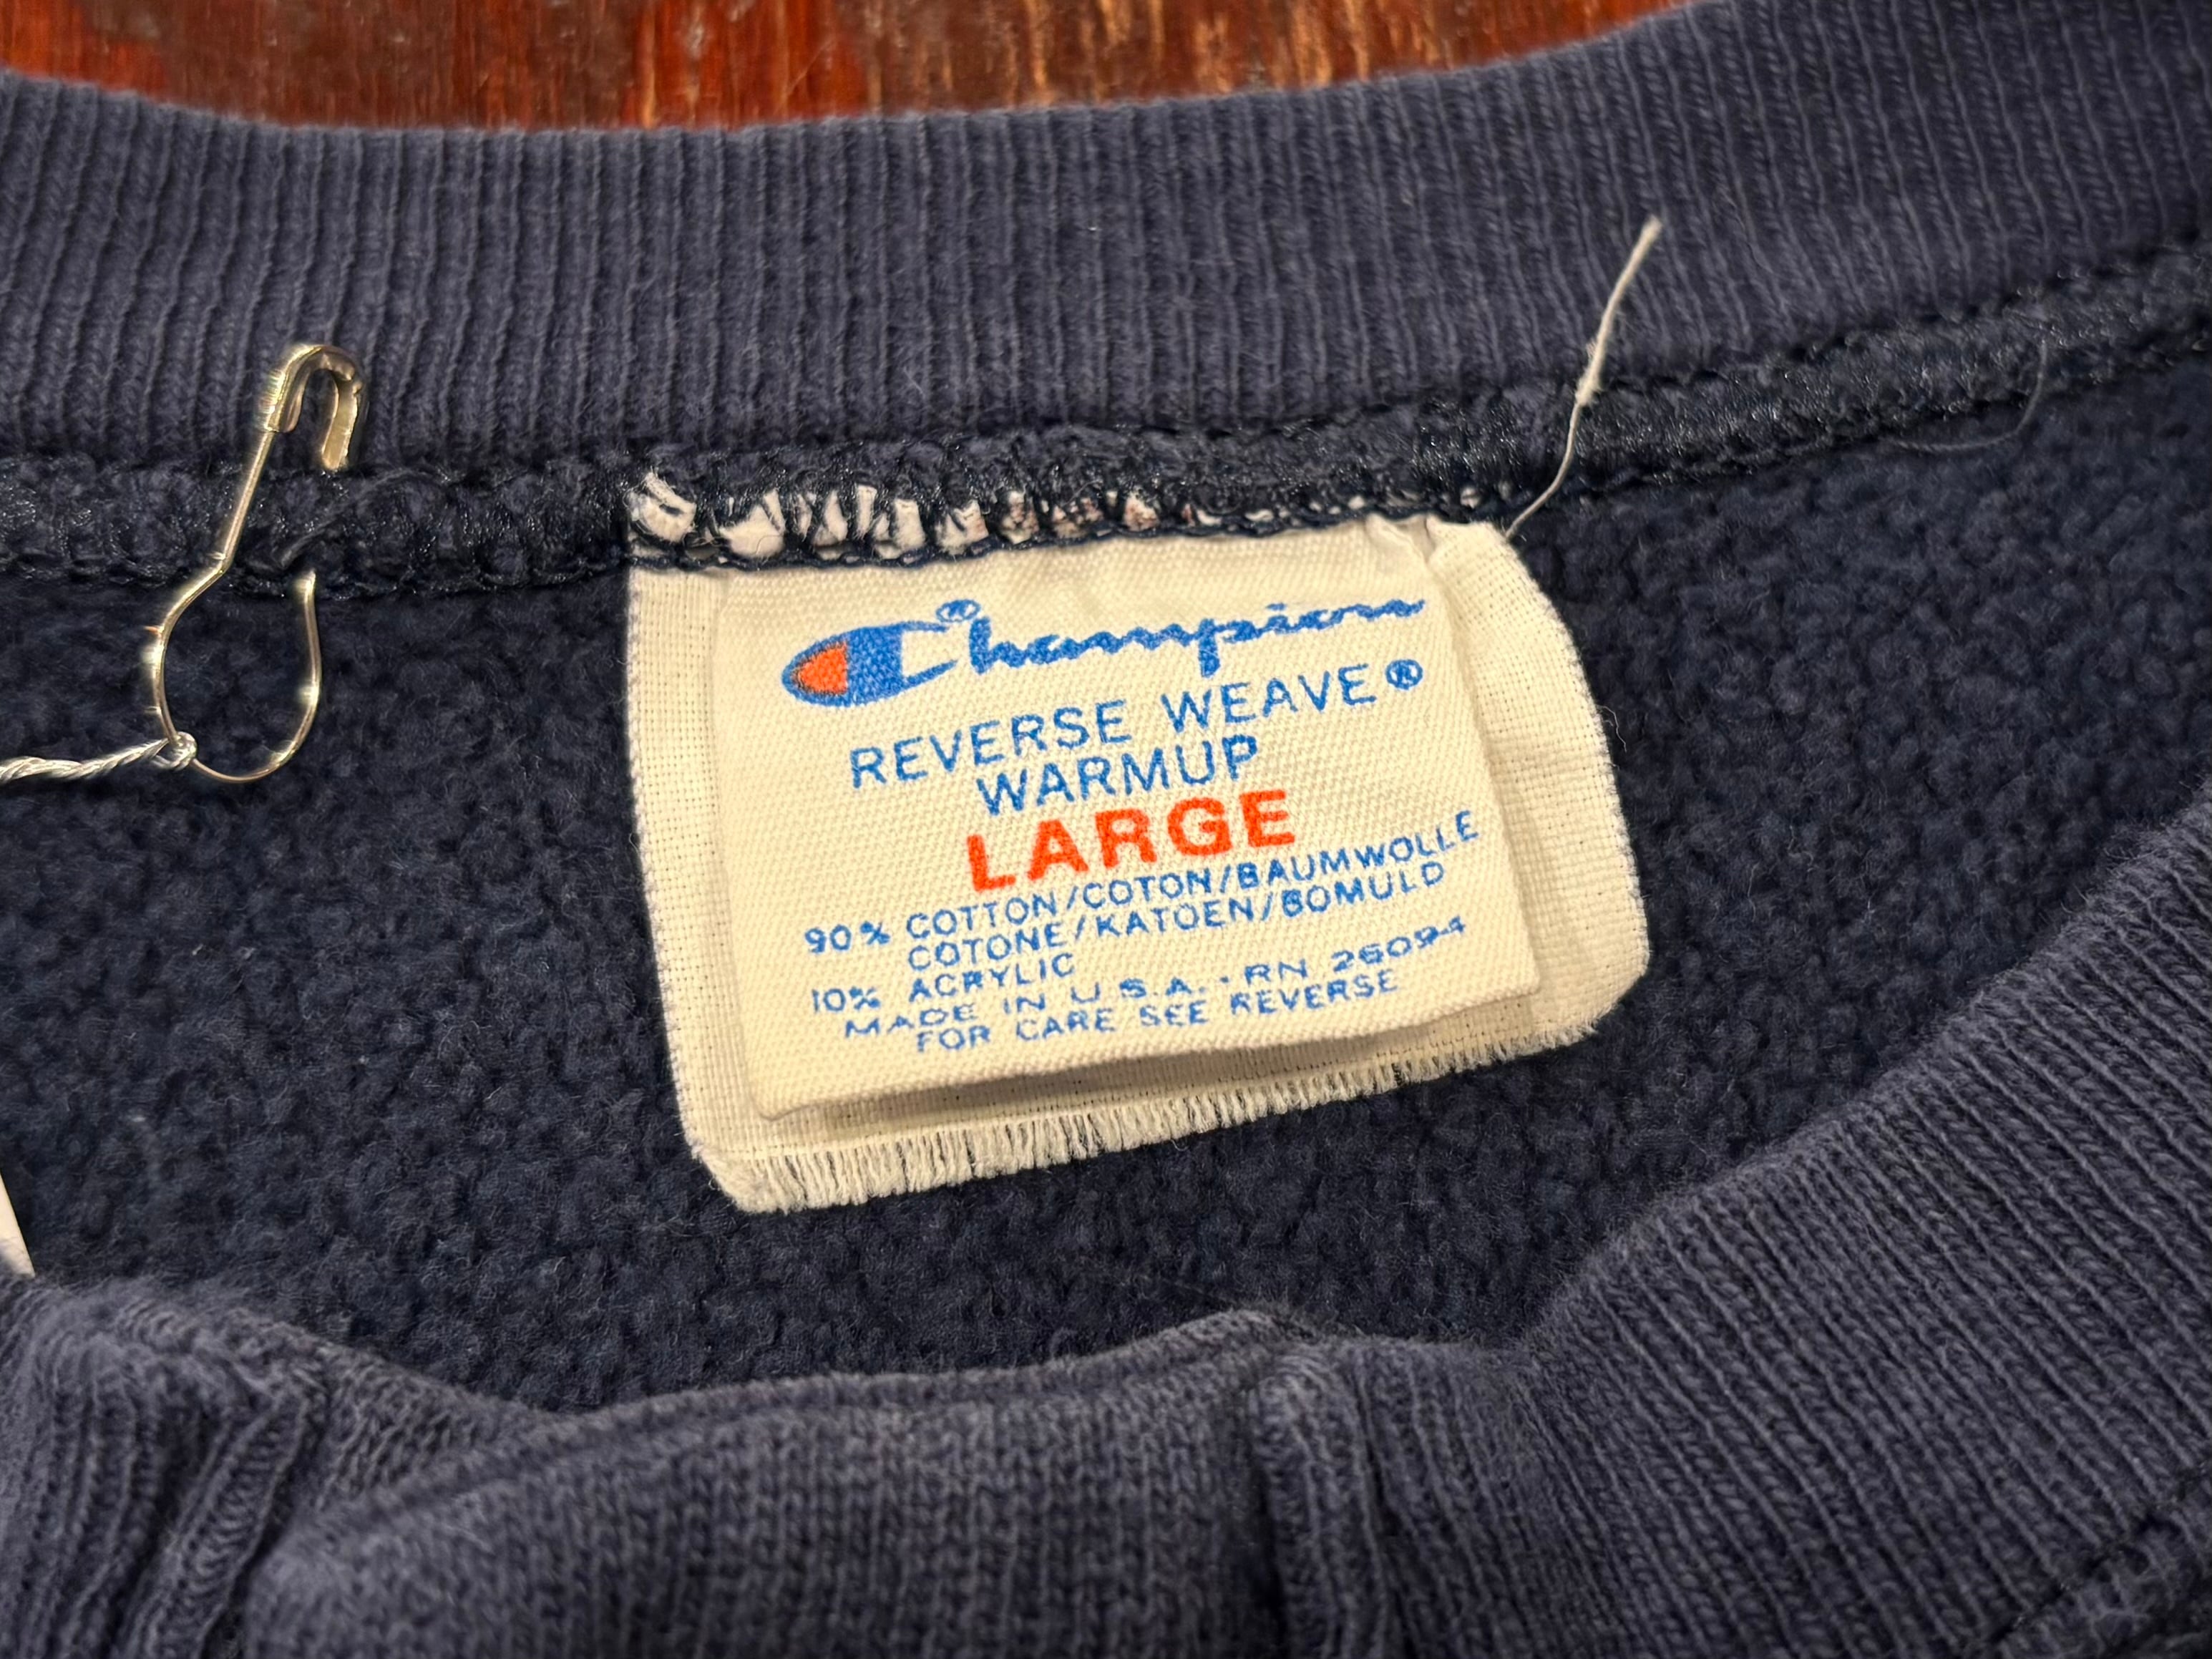 Champion®
REVERSE WEAVE®
WARMUP
LARGE
90% COTTON/COTON/BAUMWOLLE
COTONE/KATOEN/BOMULD
10% ACRYLIC
MADE IN U.S.A. - RN 26094
FOR CARE SEE REVERSE